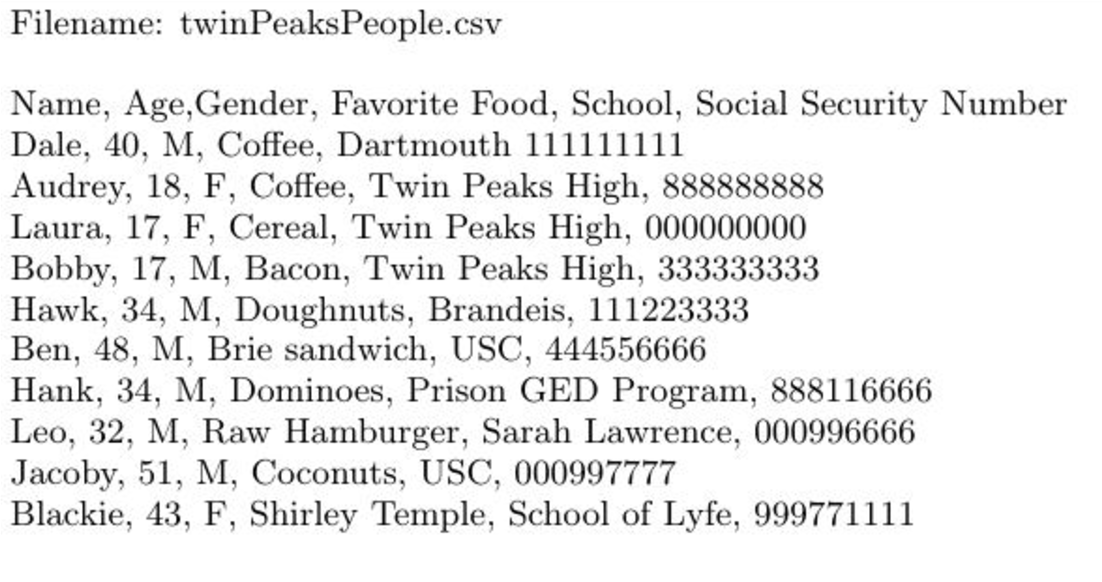 Filename: twinPeaksPeople.csv
Name, Age,Gender, Favorite Food, School, Social Security Number
Dale, 40, M, Coffee, Dartmouth 111111111
Audrey, 18, F, Coffee, Twin Peaks High, 888888888
Laura, 17, F, Cereal, Twin Peaks High, 000000000
Bobby, 17, M, Bacon, Twin Peaks High, 333333333
Hawk, 34, M, Doughnuts, Brandeis, 111223333
Ben, 48, M, Brie sandwich, USC, 444556666
Hank, 34, M, Dominoes, Prison GED Program, 888116666
Leo, 32, M, Raw Hamburger, Sarah Lawrence, 000996666
Jacoby, 51, M, Coconuts, USC, 000997777
Blackie, 43, F, Shirley Temple, School of Lyfe, 999771111